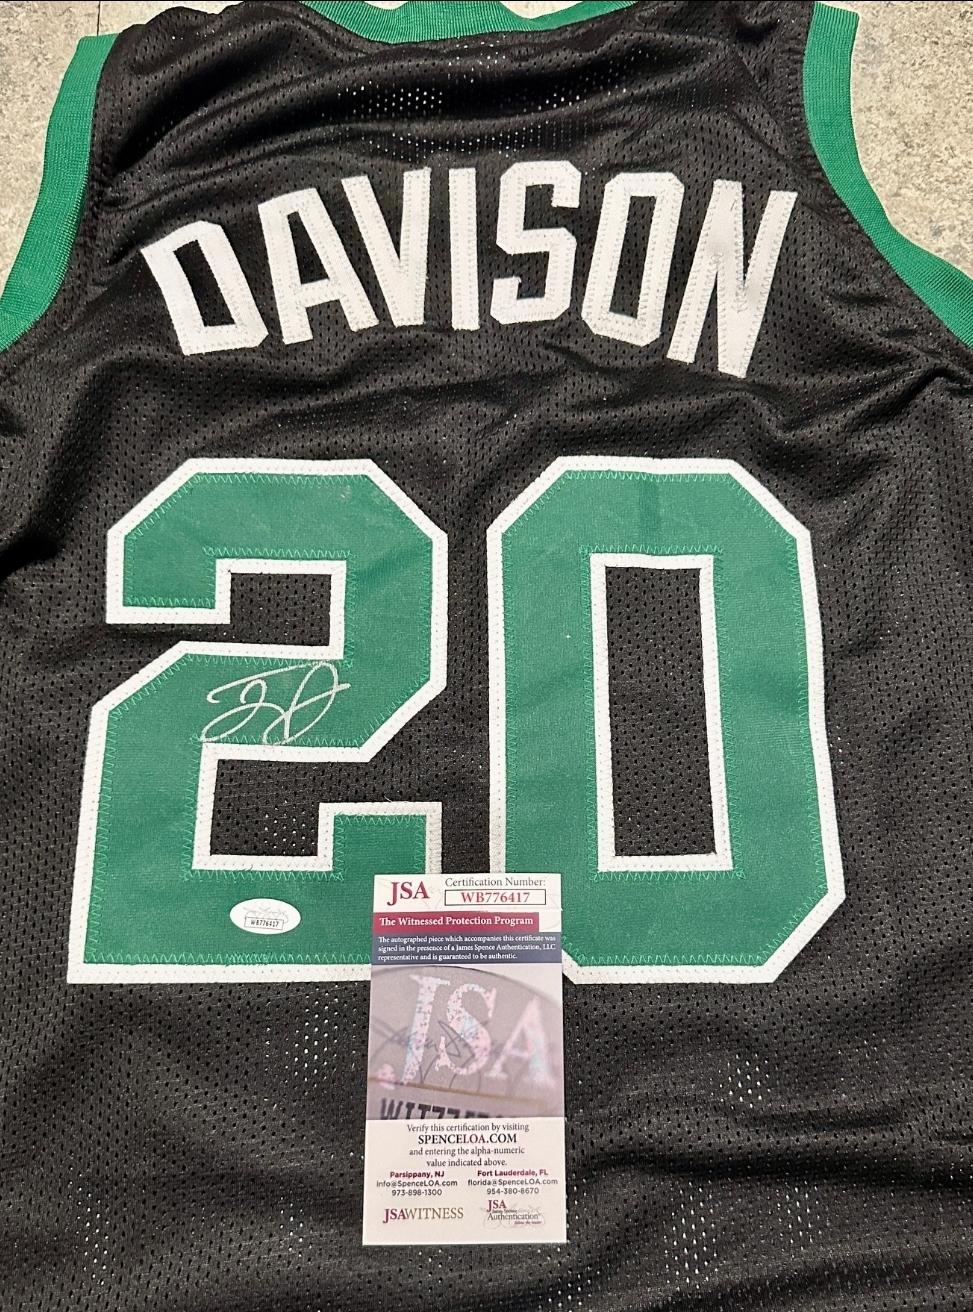 DAVISON
20
WB776417
JSA
Certification Number:
WB776417
The Witnessed Protection Program
The autographed piece which accompanies this certificate was
signed in the presence of a James Spence Authentication, LLC
representative and is guaranteed to be authentic.
JSA
Verify this certification by visiting
SPENCELOA.COM
and entering the alpha-numeric
value indicated above.
Parsippany, NJ
info@SpenceLOA.com
973-898-1300
Fort Lauderdale, FL
florida@SpenceLOA.com
954-380-8670
JSAWITNESS
JSA
Authentication